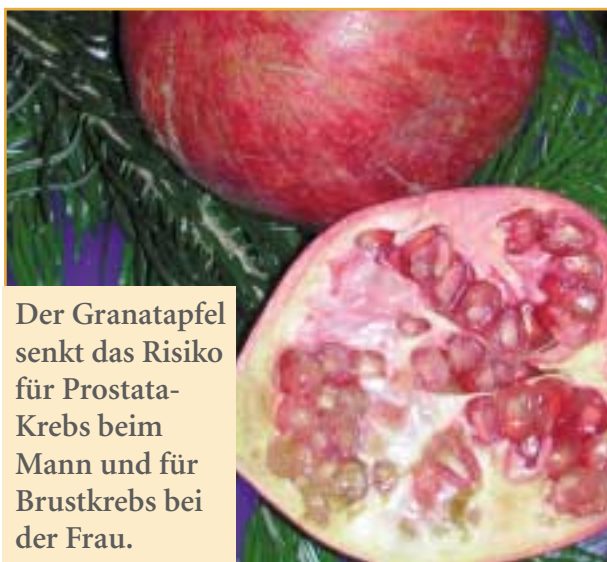 Der Granatapfel
senkt das Risiko
für Prostata-
Krebs beim
Mann und für
Brustkrebs bei
der Frau.